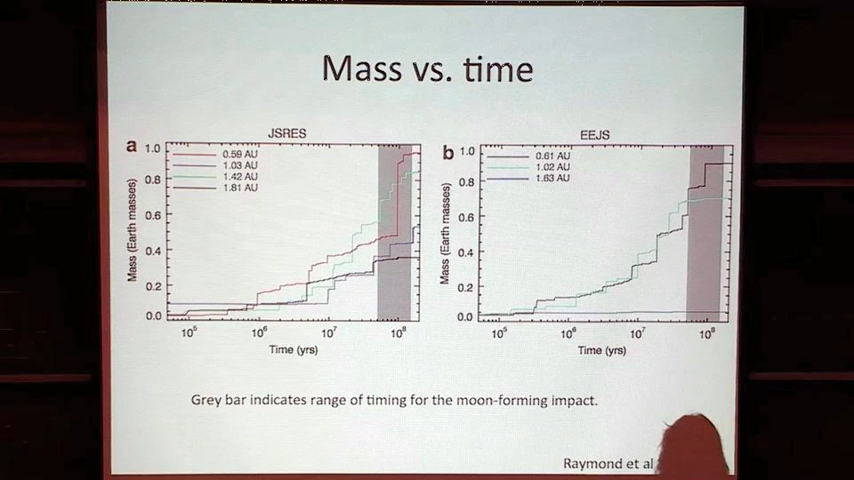 Mass vs. time
JSRES
a
1.0
0.8
0.6
0.4
0.2
0.0
Mass (Earth masses)
0.59 AU
1.03 AU
1.42 AU
1.81 AU
10⁵
10⁶
10⁷
10⁸
Time (yrs)
EEJS
b
1.0
0.8
0.6
0.4
0.2
0.0
Mass (Earth masses)
0.61 AU
1.02 AU
1.63 AU
10⁵
10⁶
10⁷
10⁸
Time (yrs)
Grey bar indicates range of timing for the moon-forming impact.
Raymond et al